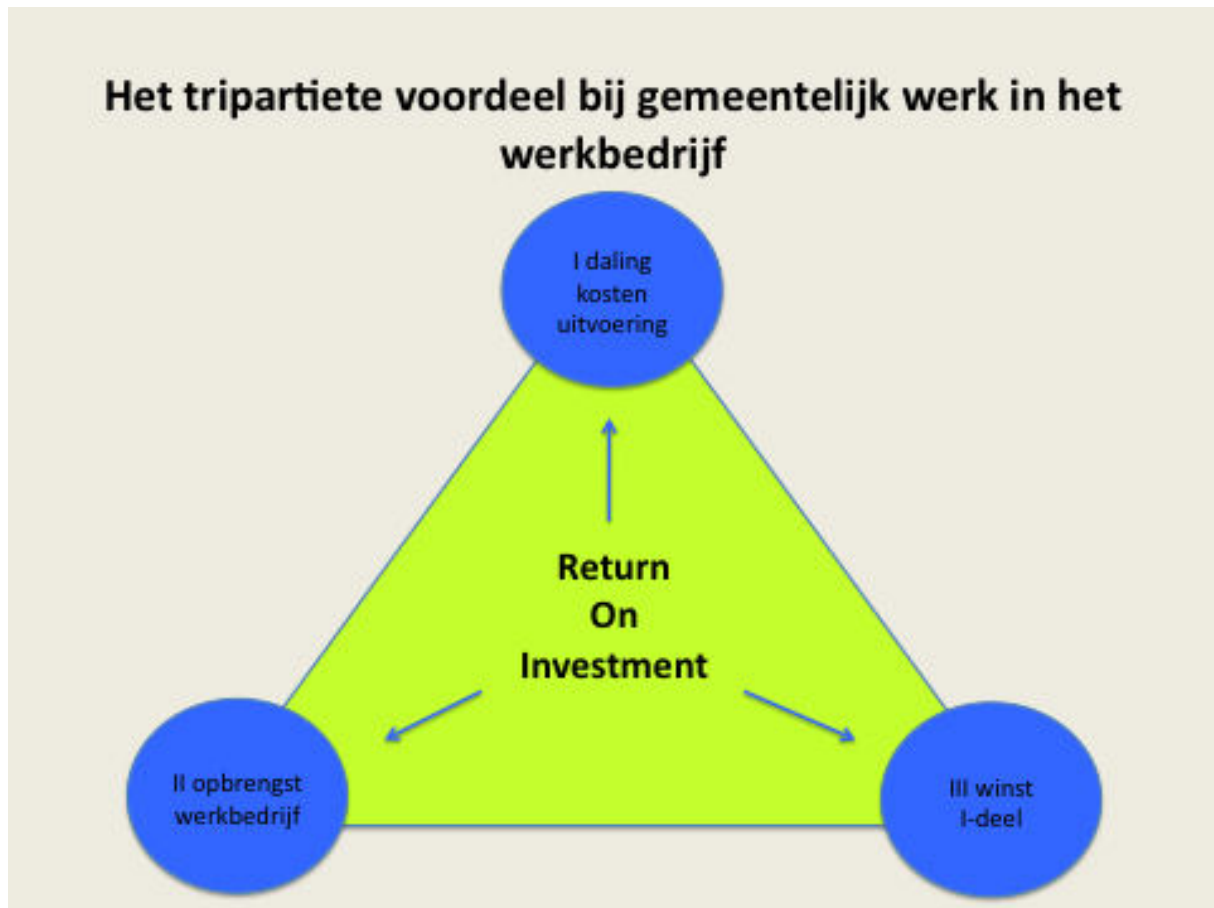 Het tripartiete voordeel bij gemeentelijk werk in het
werkbedrijf
I daling
kosten
uitvoering
Return
On
Investment
II opbrengst
werkbedrijf
III winst
I-deel